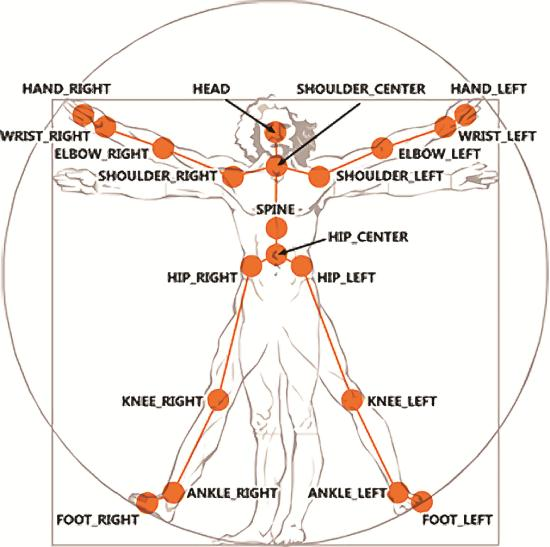 HAND_RIGHT
HEAD
SHOULDER_CENTER
HAND_LEFT
WRIST_RIGHT
WRIST_LEFT
ELBOW_RIGHT
ELBOW_LEFT
SHOULDER_RIGHT
SHOULDER_LEFT
SPINE
HIP_CENTER
HIP_RIGHT
HIP_LEFT
KNEE_RIGHT
KNEE_LEFT
ANKLE_RIGHT
ANKLE_LEFT
FOOT_RIGHT
FOOT_LEFT